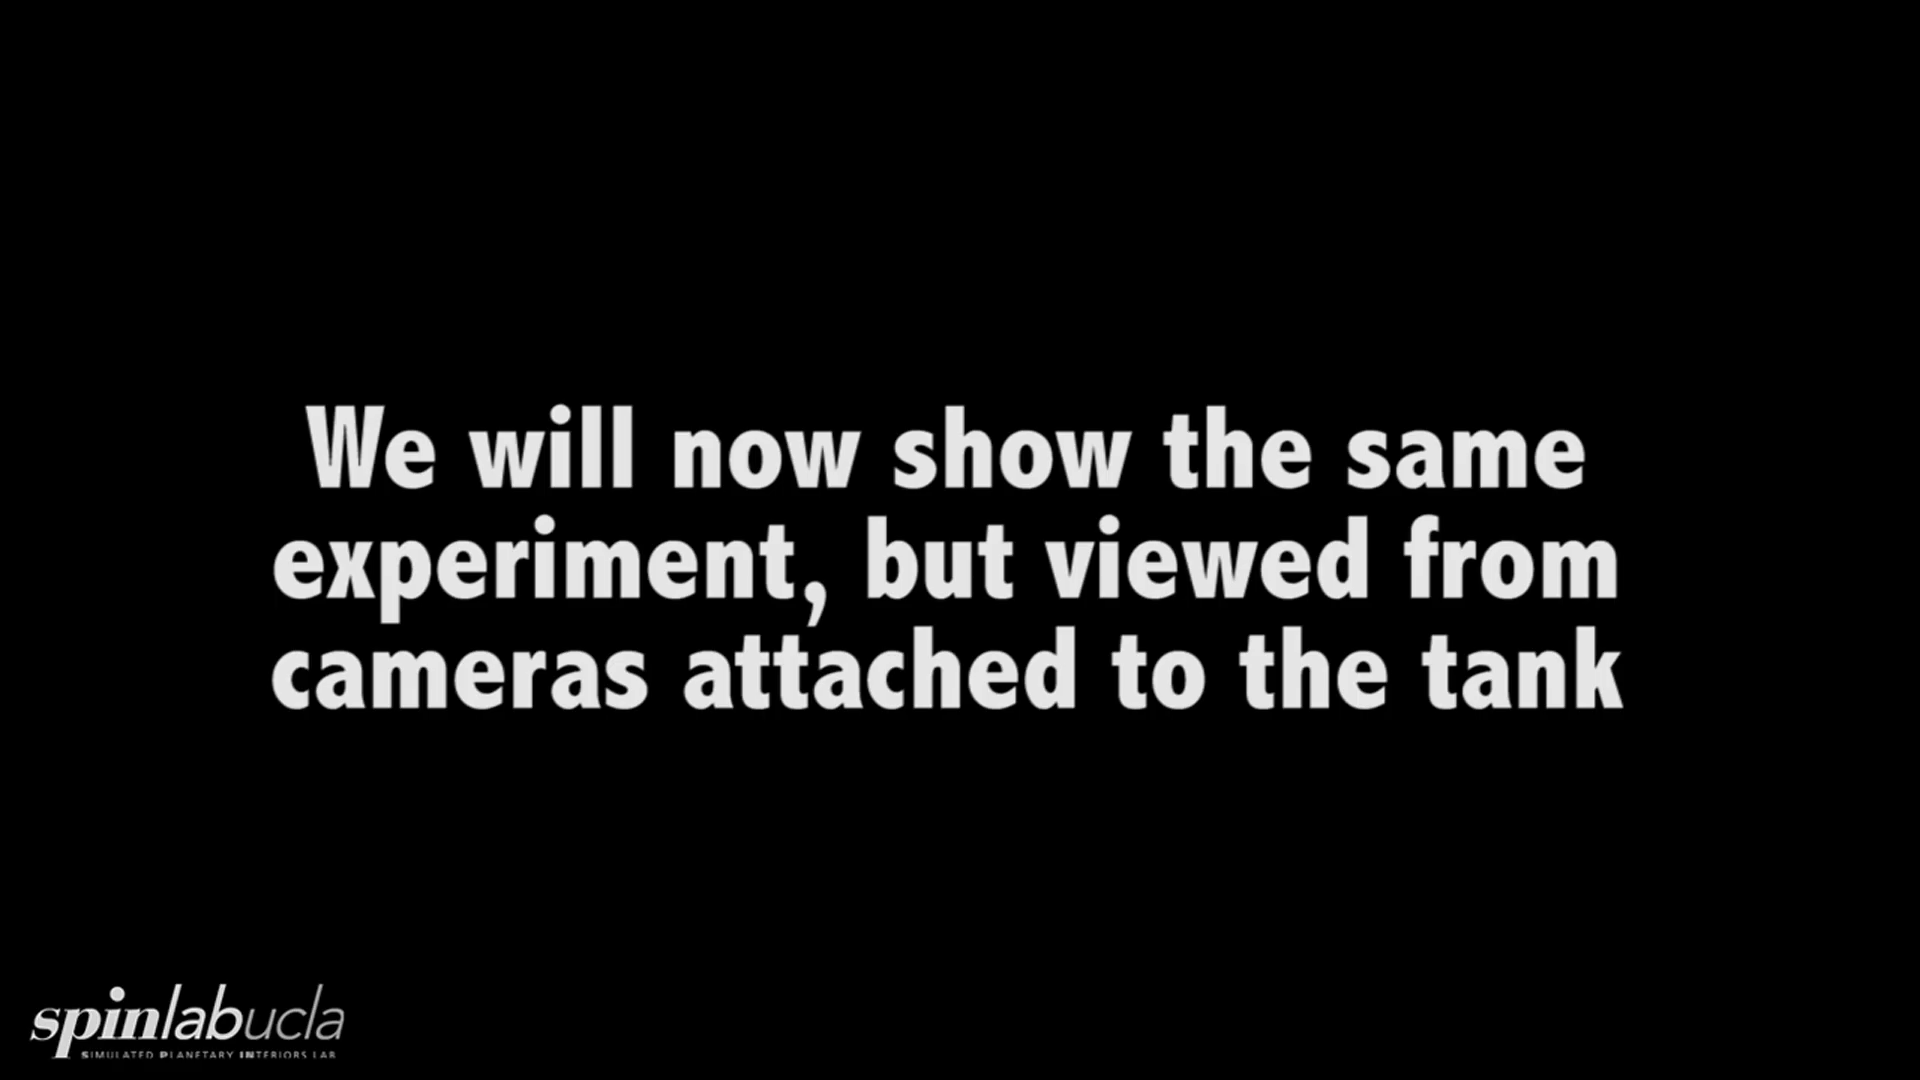 We will now show the same
experiment, but viewed from
cameras attached to the tank
spinlabucla
SIMULATED PLANETARY INTERIORS LAB